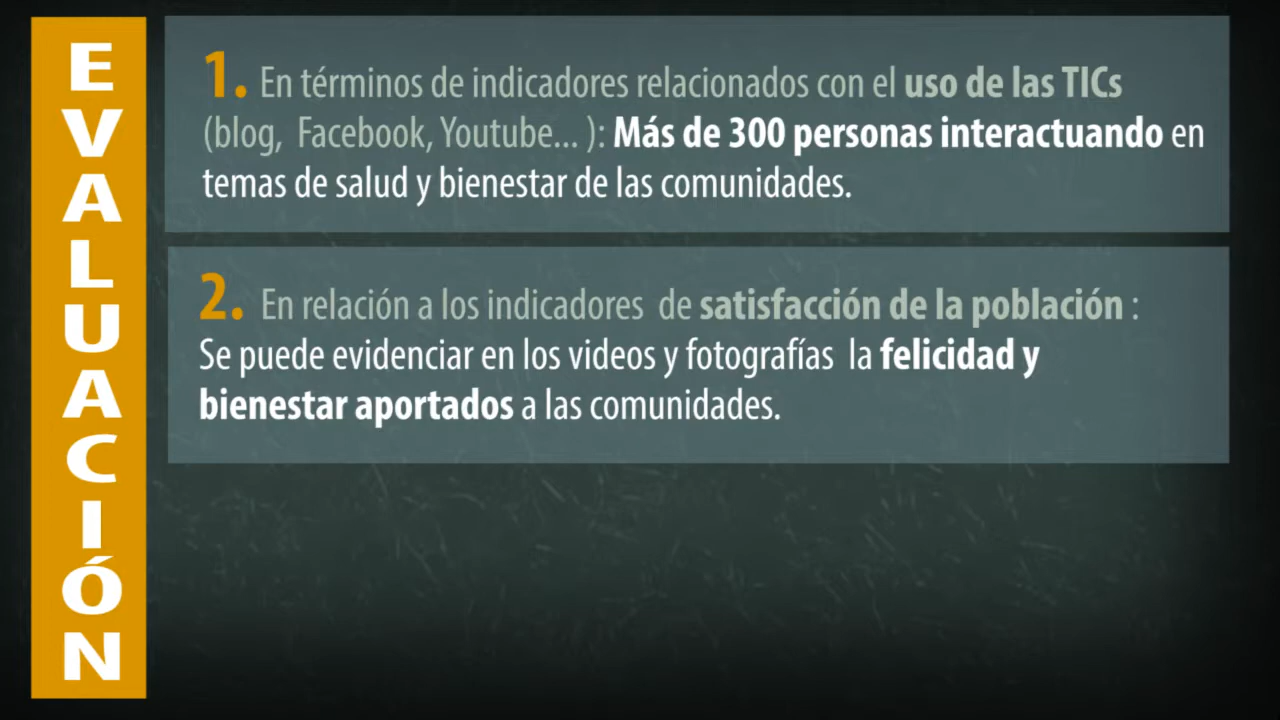 EVALUACIÓN
1. En términos de indicadores relacionados con el uso de las TICs
(blog, Facebook, Youtube... ): Más de 300 personas interactuando en
temas de salud y bienestar de las comunidades.
2. En relación a los indicadores de satisfacción de la población :
Se puede evidenciar en los videos y fotografías la felicidad y
bienestar aportados a las comunidades.